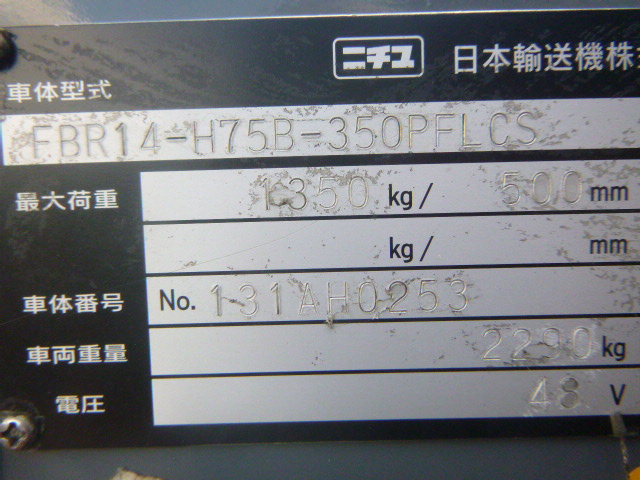 ニチユ 日本輸送機株
車体型式
FBR14-H75B-350PFLCS
最大荷重 1350 kg/ 500 mm
kg/ mm
車体番号 No. 131AH0253
車両重量 2290 kg
電圧 48 V